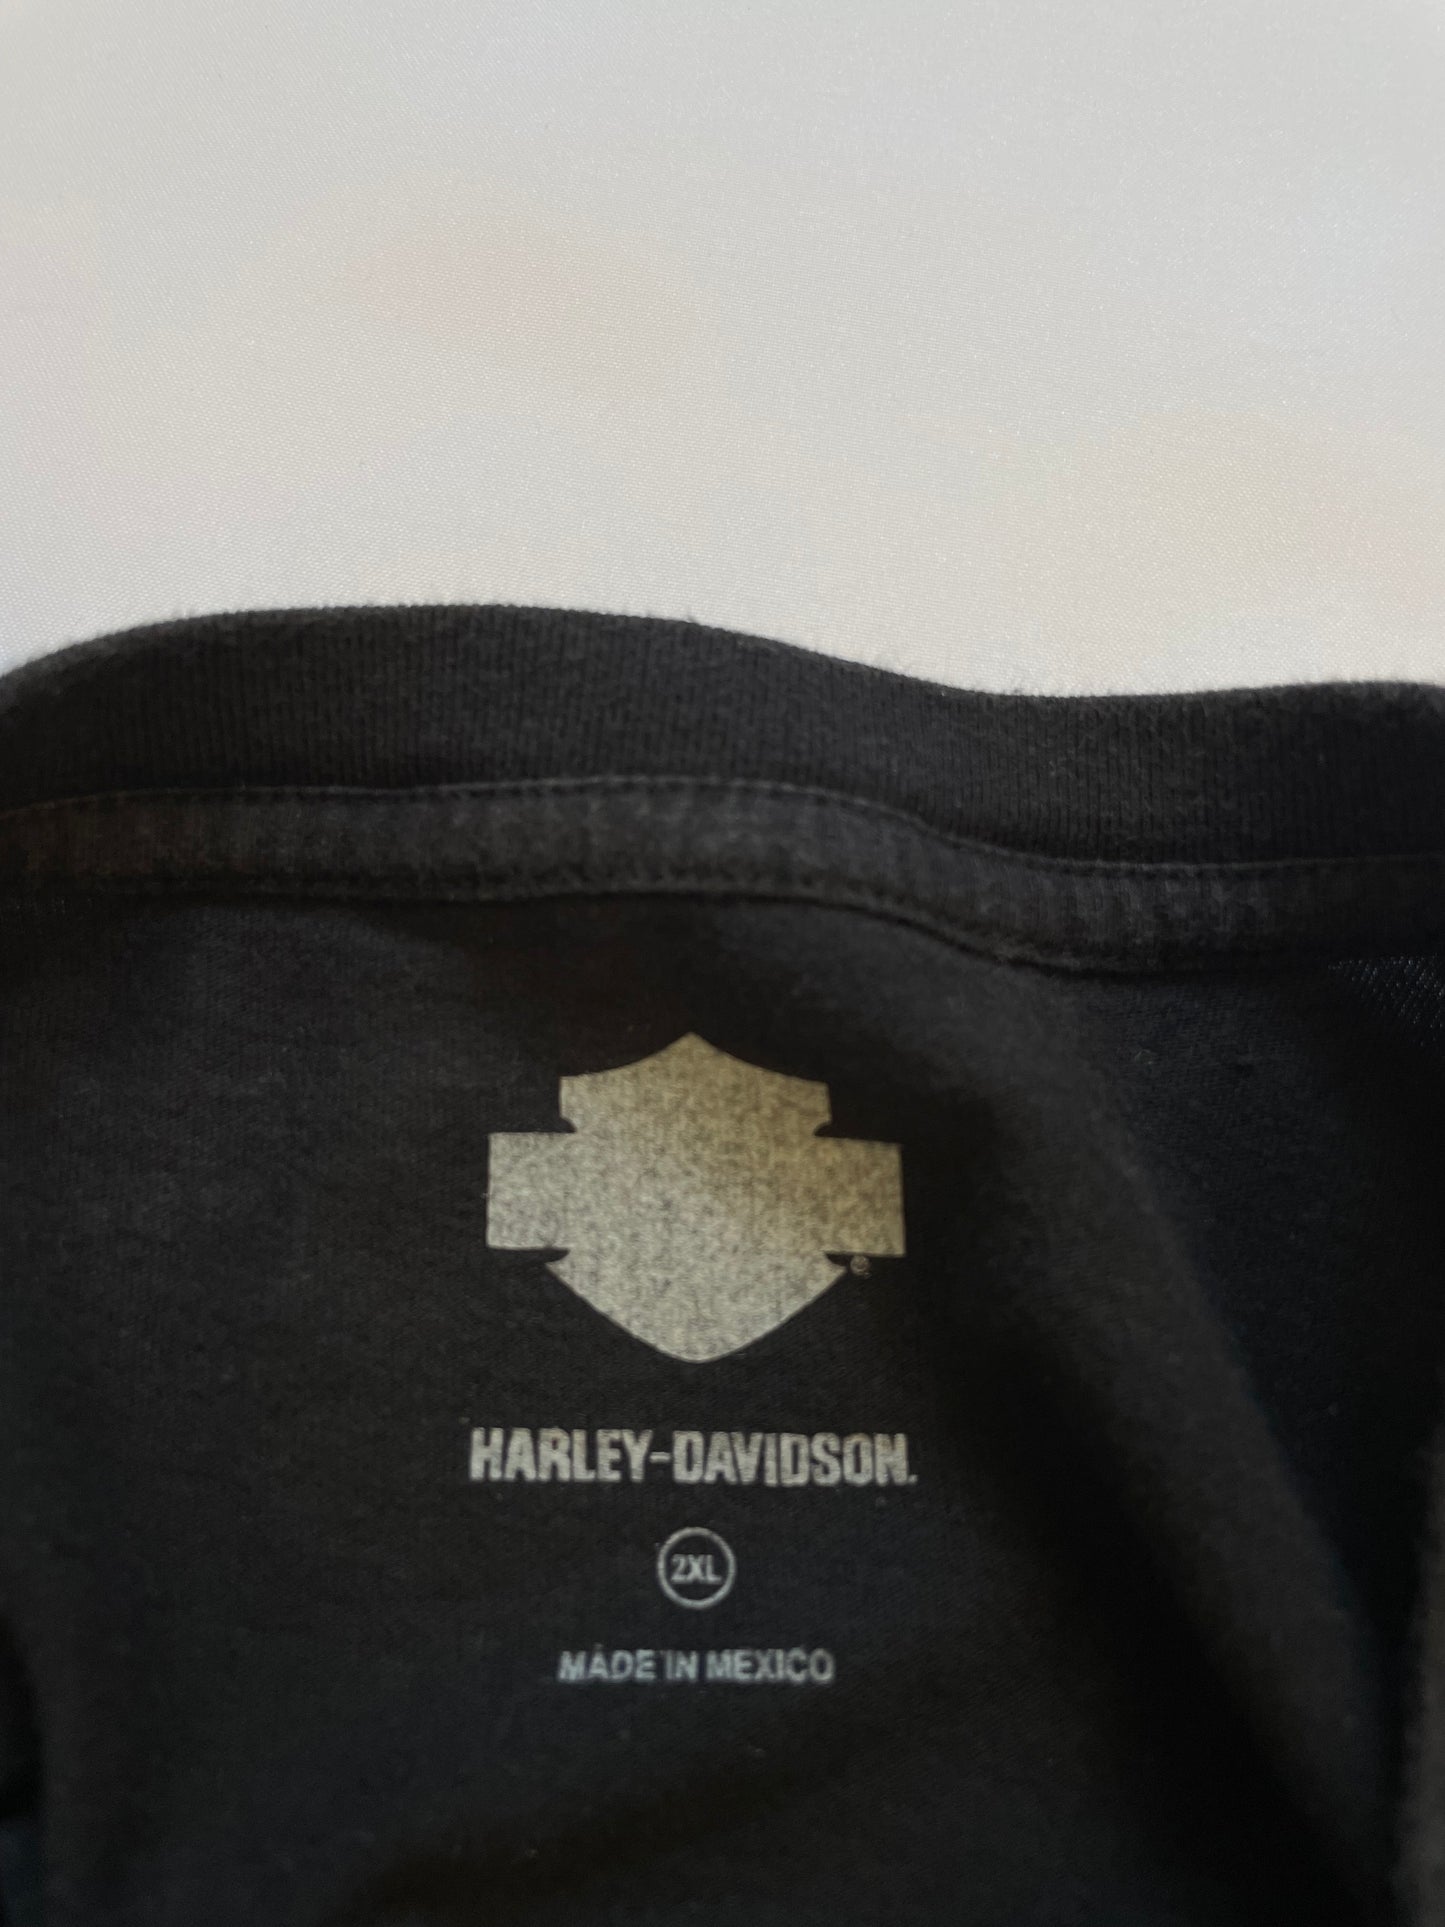 ®
HARLEY-DAVIDSON.
2XL
MADE IN MEXICO